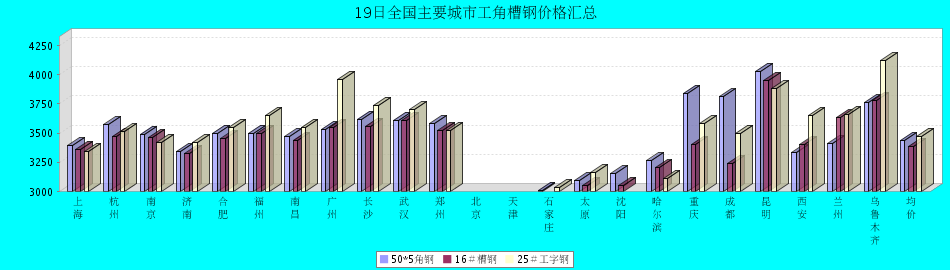 19日全国主要城市工角槽钢价格汇总
4250
4000
3750
3500
3250
3000
上海 杭州 南京 济南 合肥 福州 南昌 广州 长沙 武汉 郑州 北京 天津 石家庄 太原 沈阳 哈尔滨 重庆 成都 昆明 西安 兰州 乌鲁木齐 均价
50*5角钢 16#槽钢 25#工字钢